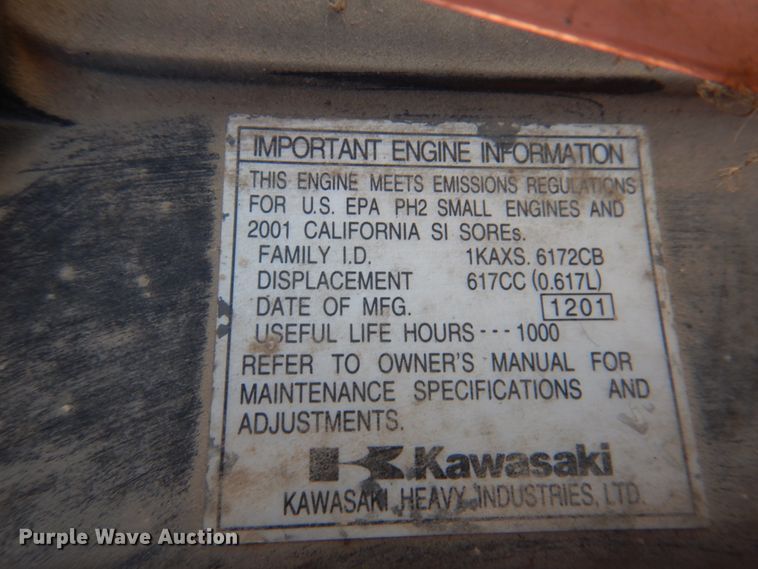 IMPORTANT ENGINE INFORMATION
THIS ENGINE MEETS EMISSIONS REGULATIONS
FOR U.S. EPA PH2 SMALL ENGINES AND
2001 CALIFORNIA SI SOREs.
FAMILY I.D. 1KAXS. 6172CB
DISPLACEMENT 617CC (0.617L)
DATE OF MFG. 1201
USEFUL LIFE HOURS --- 1000
REFER TO OWNER'S MANUAL FOR
MAINTENANCE SPECIFICATIONS AND
ADJUSTMENTS.
Kawasaki
KAWASAKI HEAVY INDUSTRIES, LTD.
Purple Wave Auction